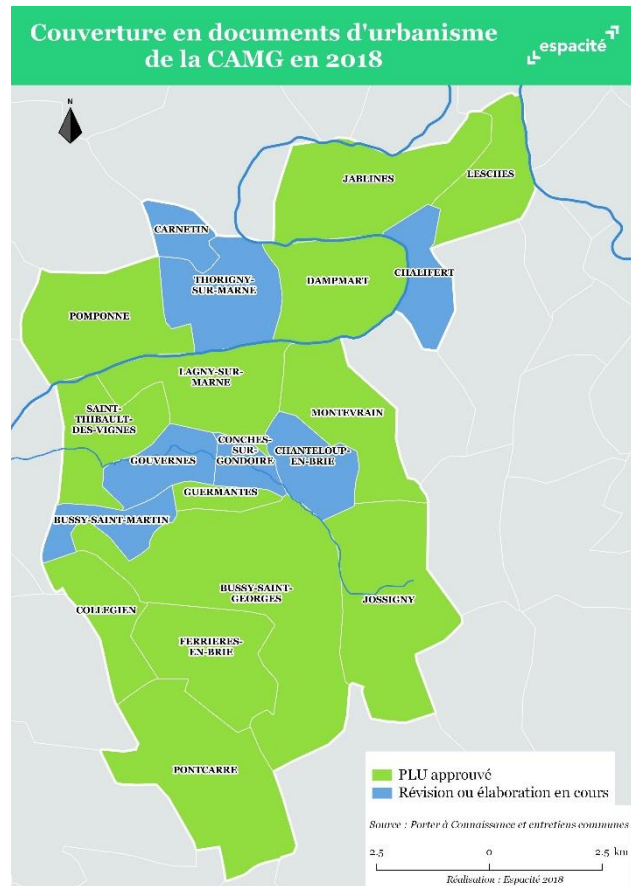 Couverture en documents d'urbanisme
de la CAMG en 2018
espacité
N
JABLINES
LESCHES
CARNETIN
THORIGNY-
SUR-MARNE
DAMPMART
CHALIFERT
POMPONNE
LAGNY-SUR-
MARNE
SAINT-
THIBAULT-
DES-VIGNES
MONTEVRAIN
GOUVERNES
CONCHES-
SUR-
GONDOIRE
CHANTELOUP-
EN-BRIE
GUERMANTES
BUSSY-SAINT-MARTIN
BUSSY-SAINT-
GEORGES
JOSSIGNY
COLLEGIEN
FERRIERES-
EN-BRIE
PONTCARRE
PLU approuvé
Révision ou élaboration en cours
Source : Porter à Connaissance et entretiens communes
2.5 0 2.5 km
Réalisation : Espacité 2018